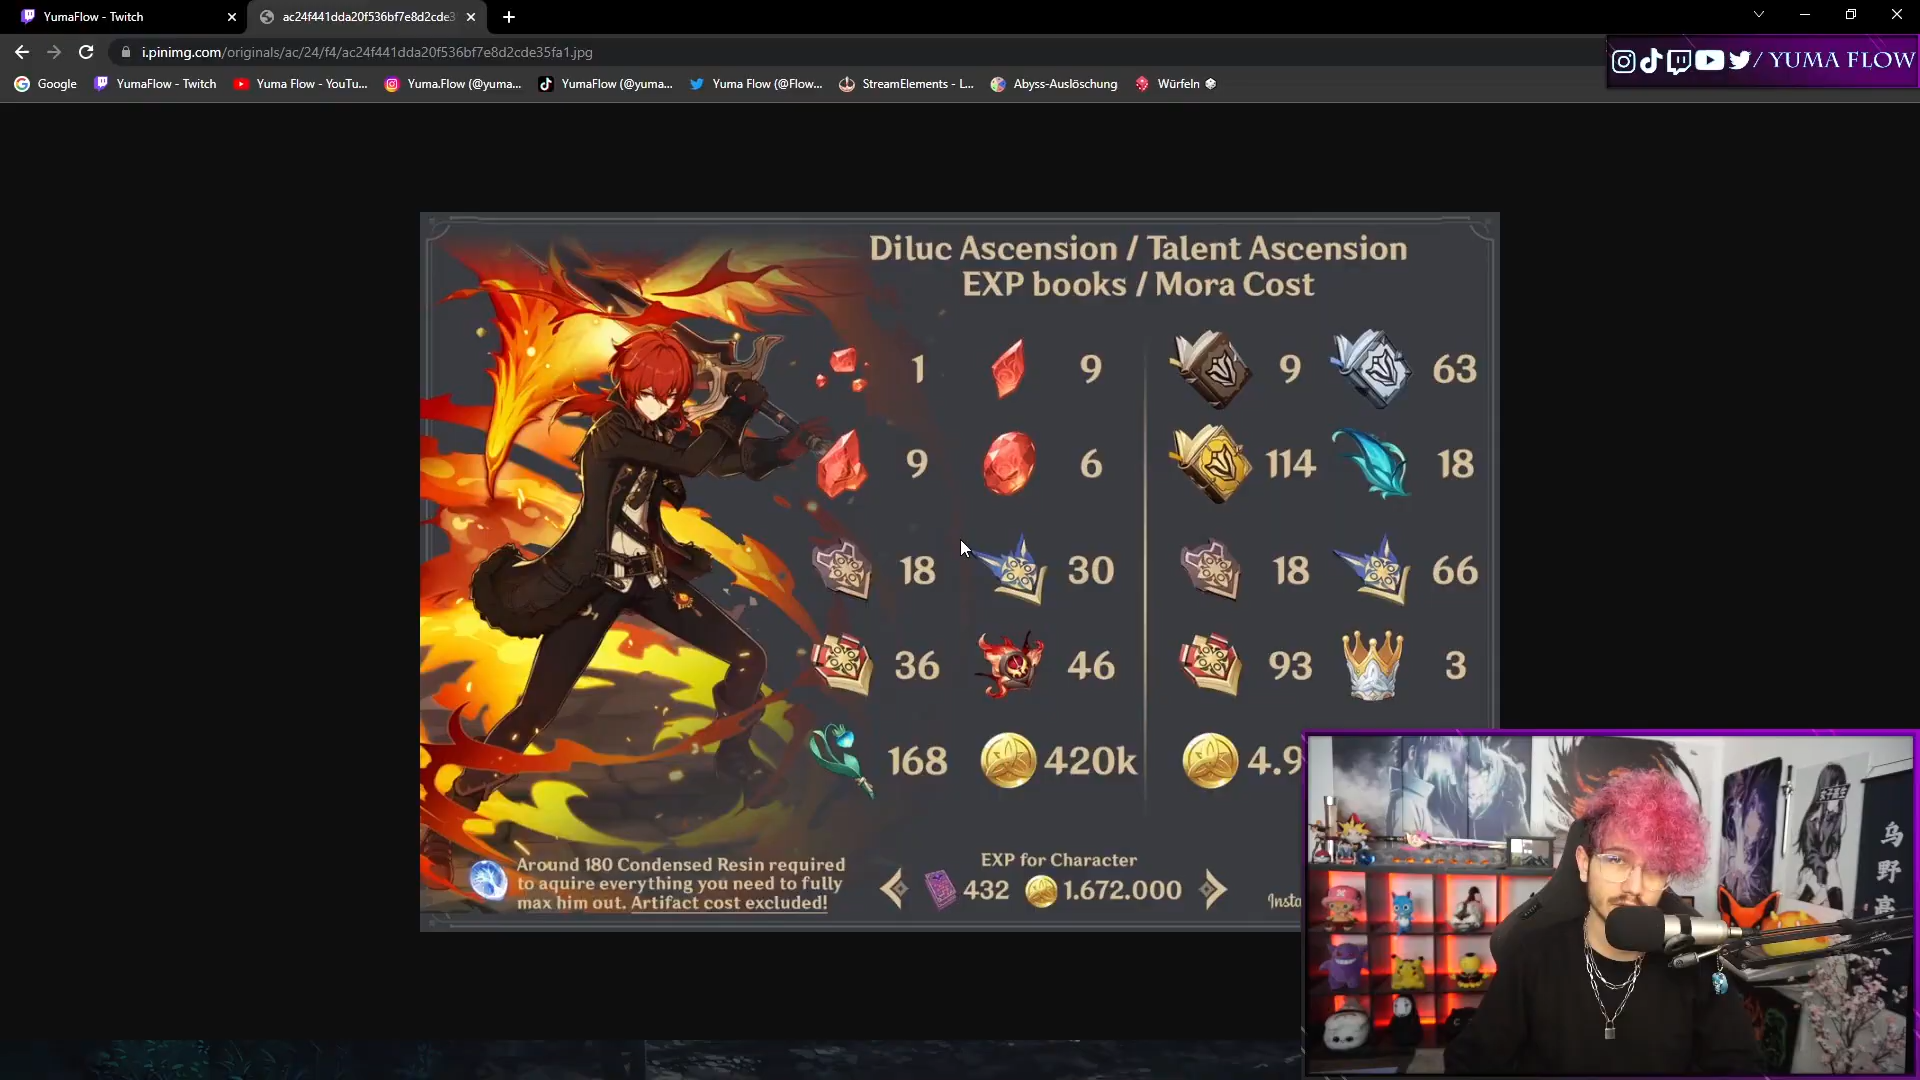 YumaFlow - Twitch
ac24f441dda20f536bf7e8d2cde3
i.pinimg.com/originals/ac/24/f4/ac24f441dda20f536bf7e8d2cde35fa1.jpg
/ YUMA FLOW
Google
YumaFlow - Twitch
Yuma Flow - YouTu...
Yuma.Flow (@yuma...
YumaFlow (@yuma...
Yuma Flow (@Flow...
StreamElements - L...
Abyss-Auslöschung
Würfeln
Diluc Ascension / Talent Ascension
EXP books / Mora Cost
1 9 9 63
9 6 114 18
18 30 18 66
36 46 93 3
168 420k 4.9
Around 180 Condensed Resin required
to aquire everything you need to fully
max him out. Artifact cost excluded!
EXP for Character
432 1.672.000
Insta
乌野高